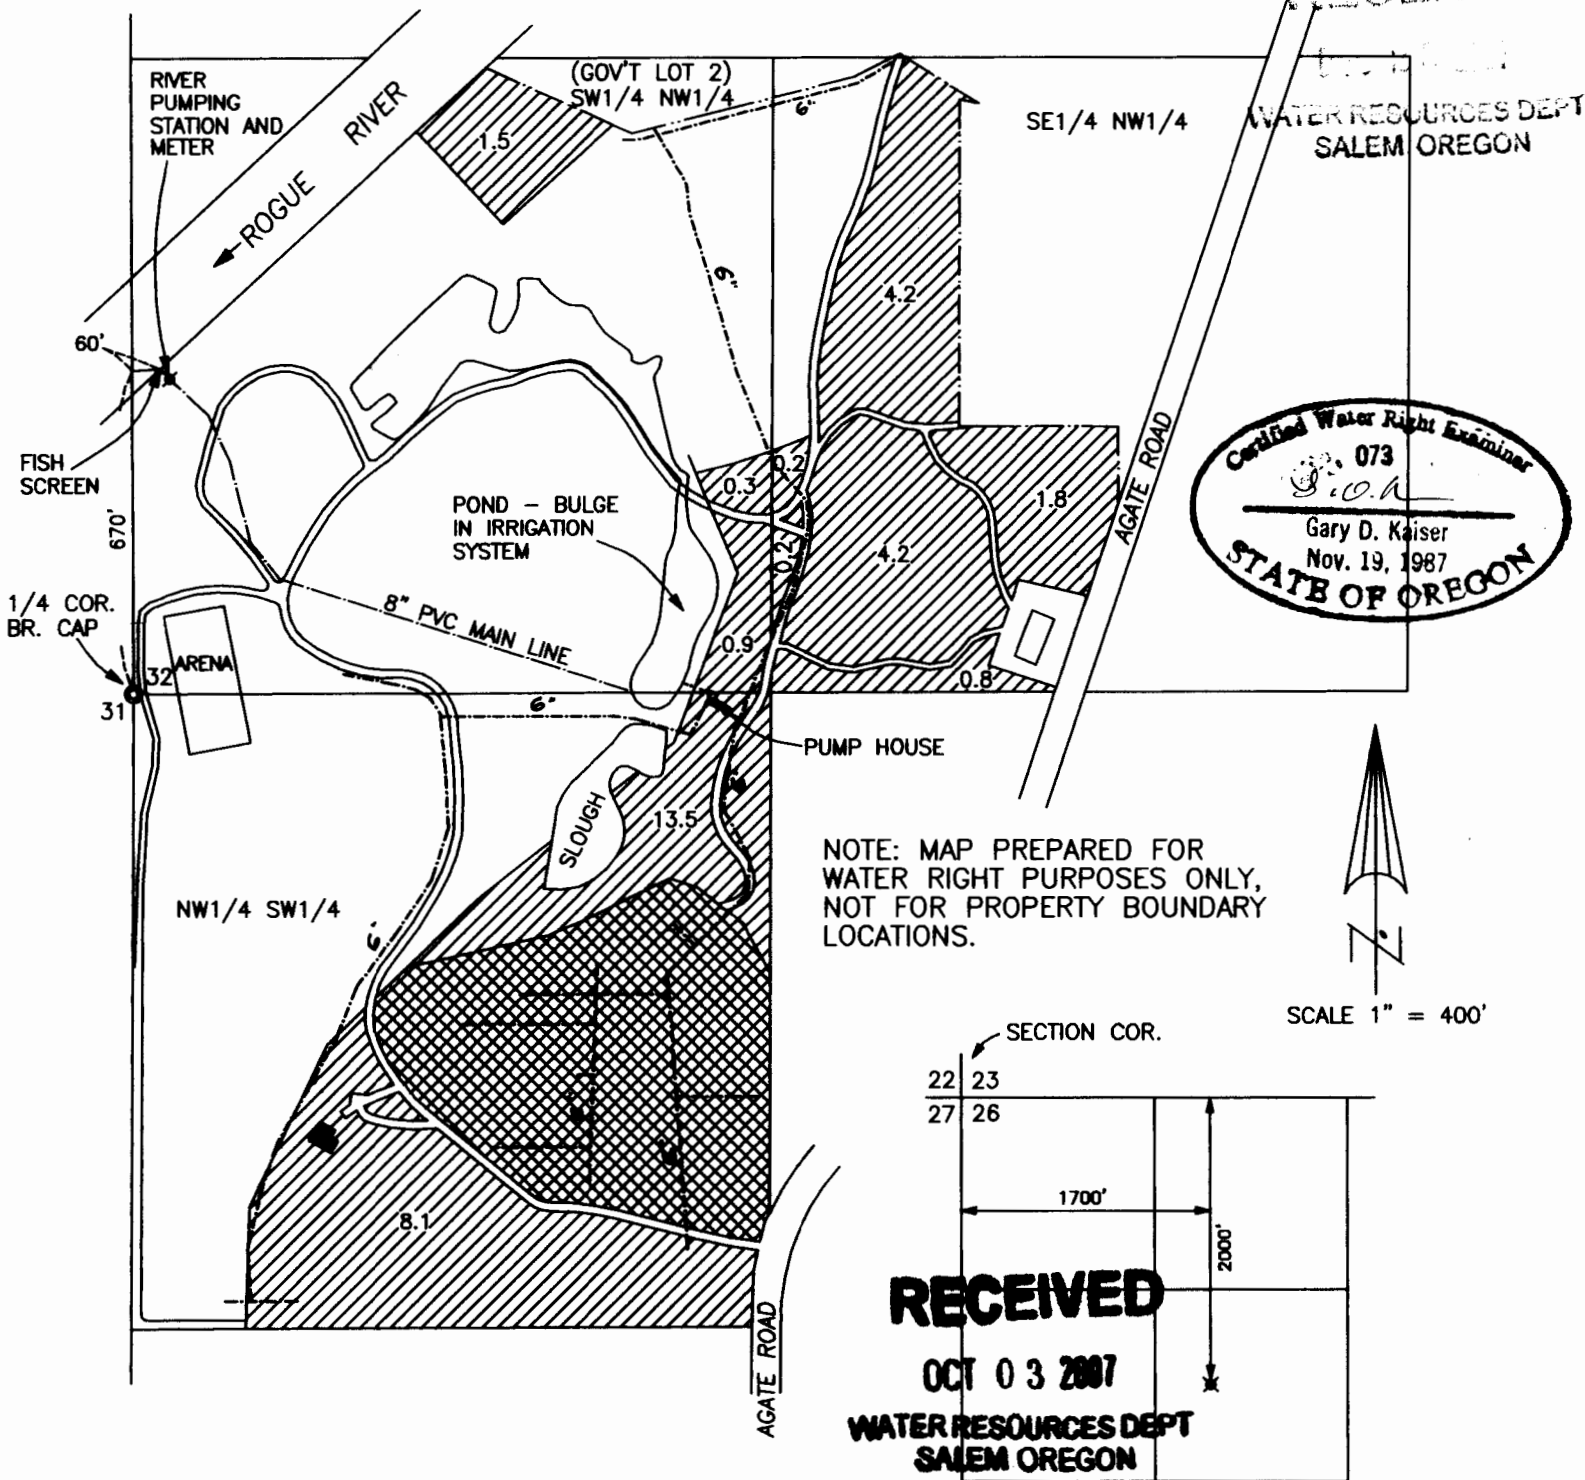 RIVER
PUMPING
STATION AND
METER
(GOV'T LOT 2)
SW1/4 NW1/4
SE1/4 NW1/4
WATER RESOURCES DEPT
SALEM OREGON
ROGUE RIVER
1.5
6"
6"
4.2
60'
FISH
SCREEN
670'
POND – BULGE
IN IRRIGATION
SYSTEM
0.3
0.2
0.2
4.2
1.8
AGATE ROAD
Certified Water Right Examiner
073
Gary D. Kaiser
Nov. 19, 1987
STATE OF OREGON
1/4 COR.
BR. CAP
8" PVC MAIN LINE
ARENA
32
31
0.9
0.8
6"
PUMP HOUSE
6"
SLOUGH
13.5
NOTE: MAP PREPARED FOR
WATER RIGHT PURPOSES ONLY,
NOT FOR PROPERTY BOUNDARY
LOCATIONS.
NW1/4 SW1/4
6"
N
SCALE 1" = 400'
SECTION COR.
22 23
27 26
1700'
2000'
8.1
AGATE ROAD
RECEIVED
OCT 03 2007
WATER RESOURCES DEPT
SALEM OREGON